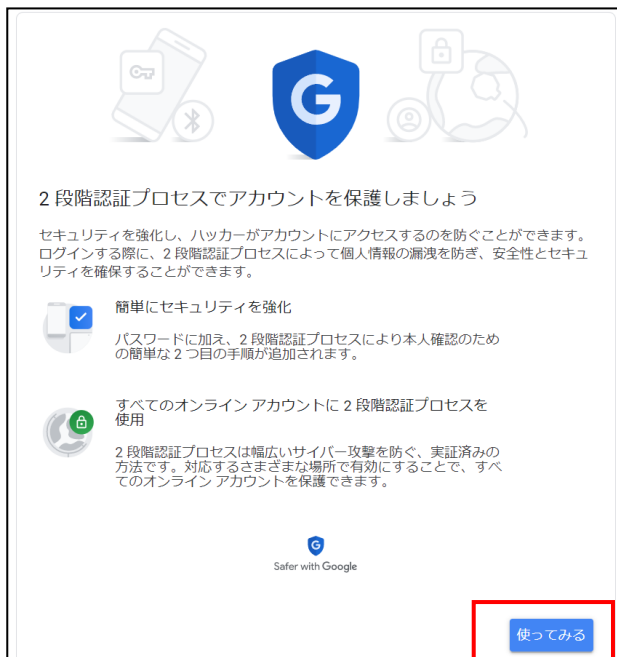 G
2 段階認証プロセスでアカウントを保護しましょう
セキュリティを強化し、ハッカーがアカウントにアクセスするのを防ぐことができます。
ログインする際に、2 段階認証プロセスによって個人情報の漏洩を防ぎ、安全性とセキュ
リティを確保することができます。
簡単にセキュリティを強化
パスワードに加え、2 段階認証プロセスにより本人確認のため
の簡単な 2 つ目の手順が追加されます。
すべてのオンライン アカウントに 2 段階認証プロセスを
使用
2 段階認証プロセスは幅広いサイバー攻撃を防ぐ、実証済みの
方法です。対応するさまざまな場所で有効にすることで、すべ
てのオンライン アカウントを保護できます。
G
Safer with Google
使ってみる